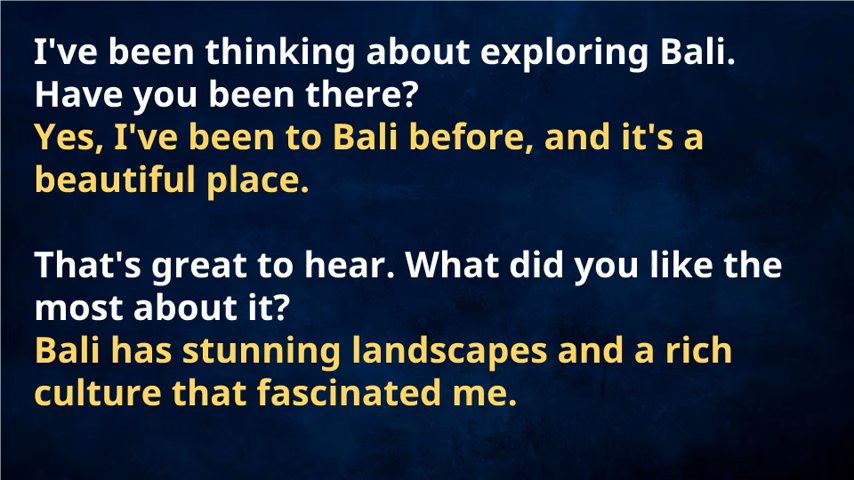 I've been thinking about exploring Bali.
Have you been there?
Yes, I've been to Bali before, and it's a
beautiful place.
That's great to hear. What did you like the
most about it?
Bali has stunning landscapes and a rich
culture that fascinated me.